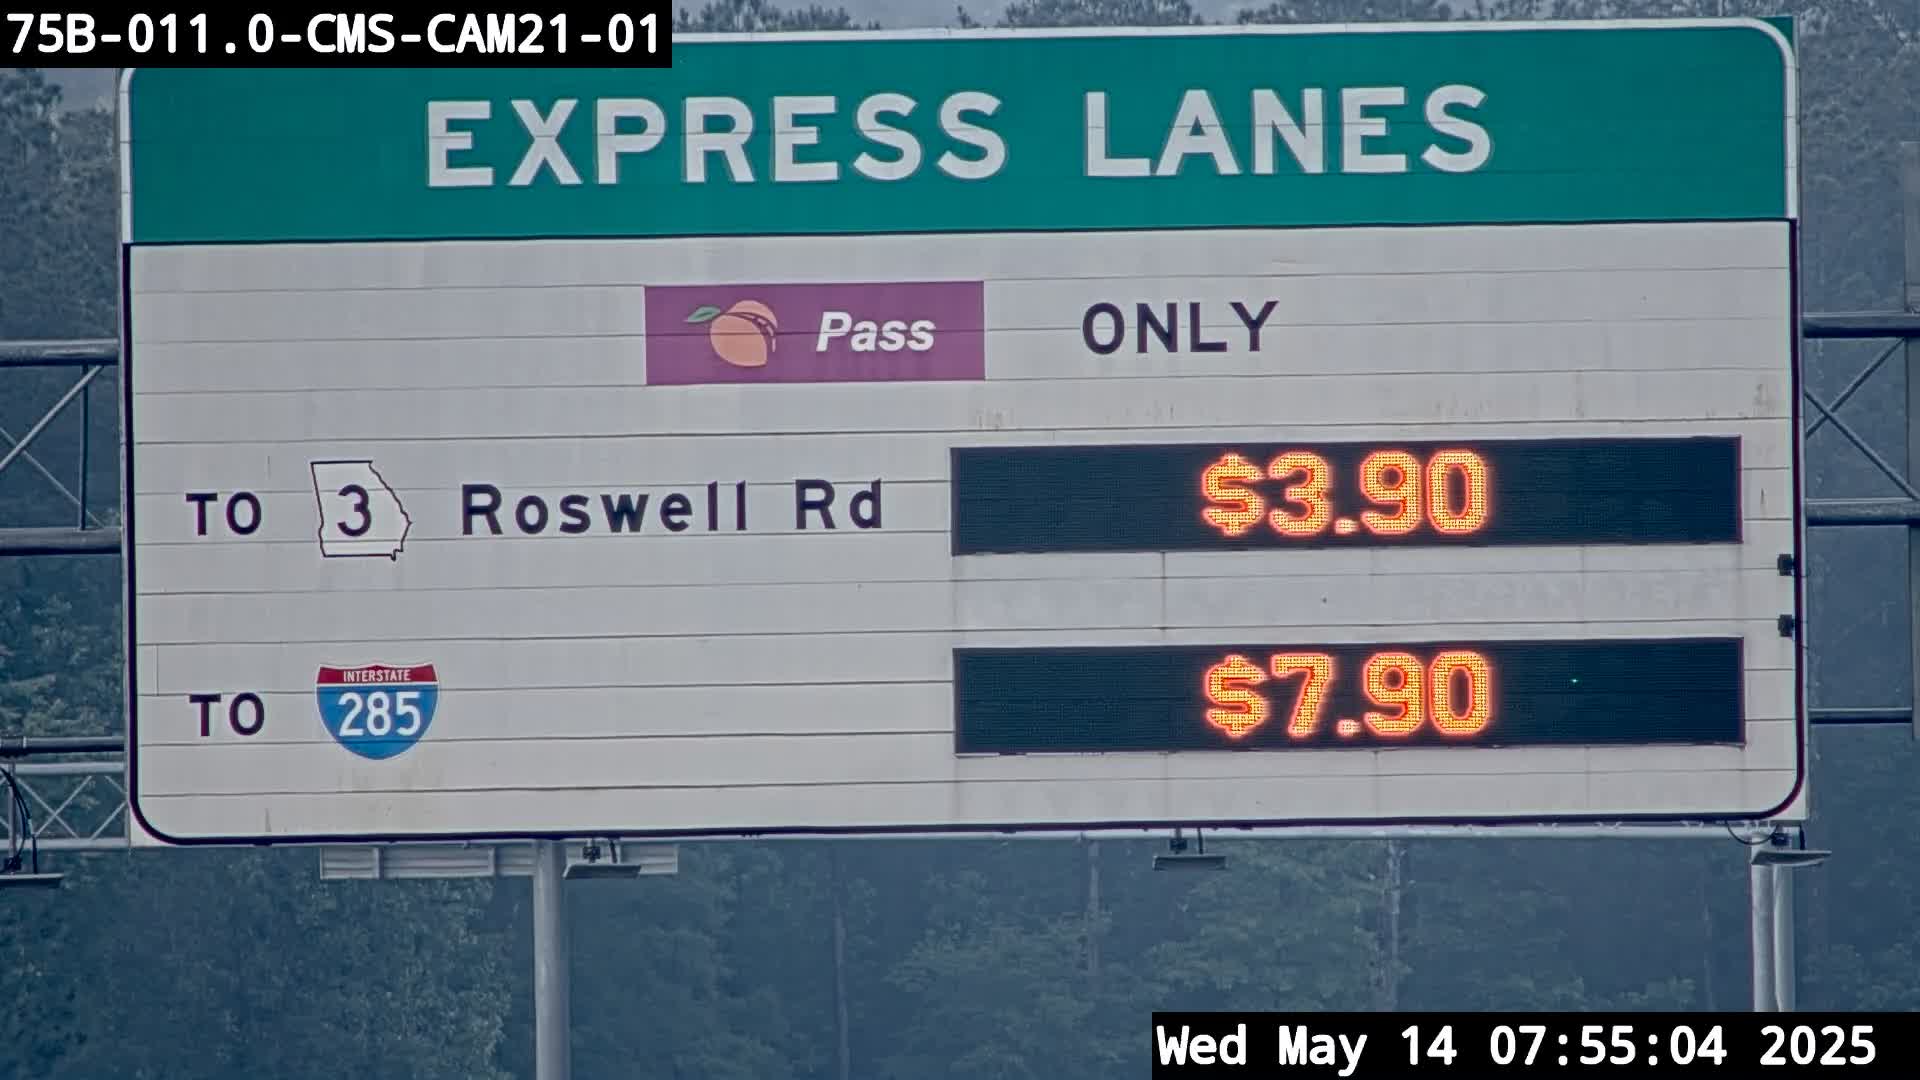 75B-011.0-CMS-CAM21-01
EXPRESS LANES
Pass ONLY
TO 3 Roswell Rd $3.90
INTERSTATE
TO 285 $7.90
Wed May 14 07:55:04 2025